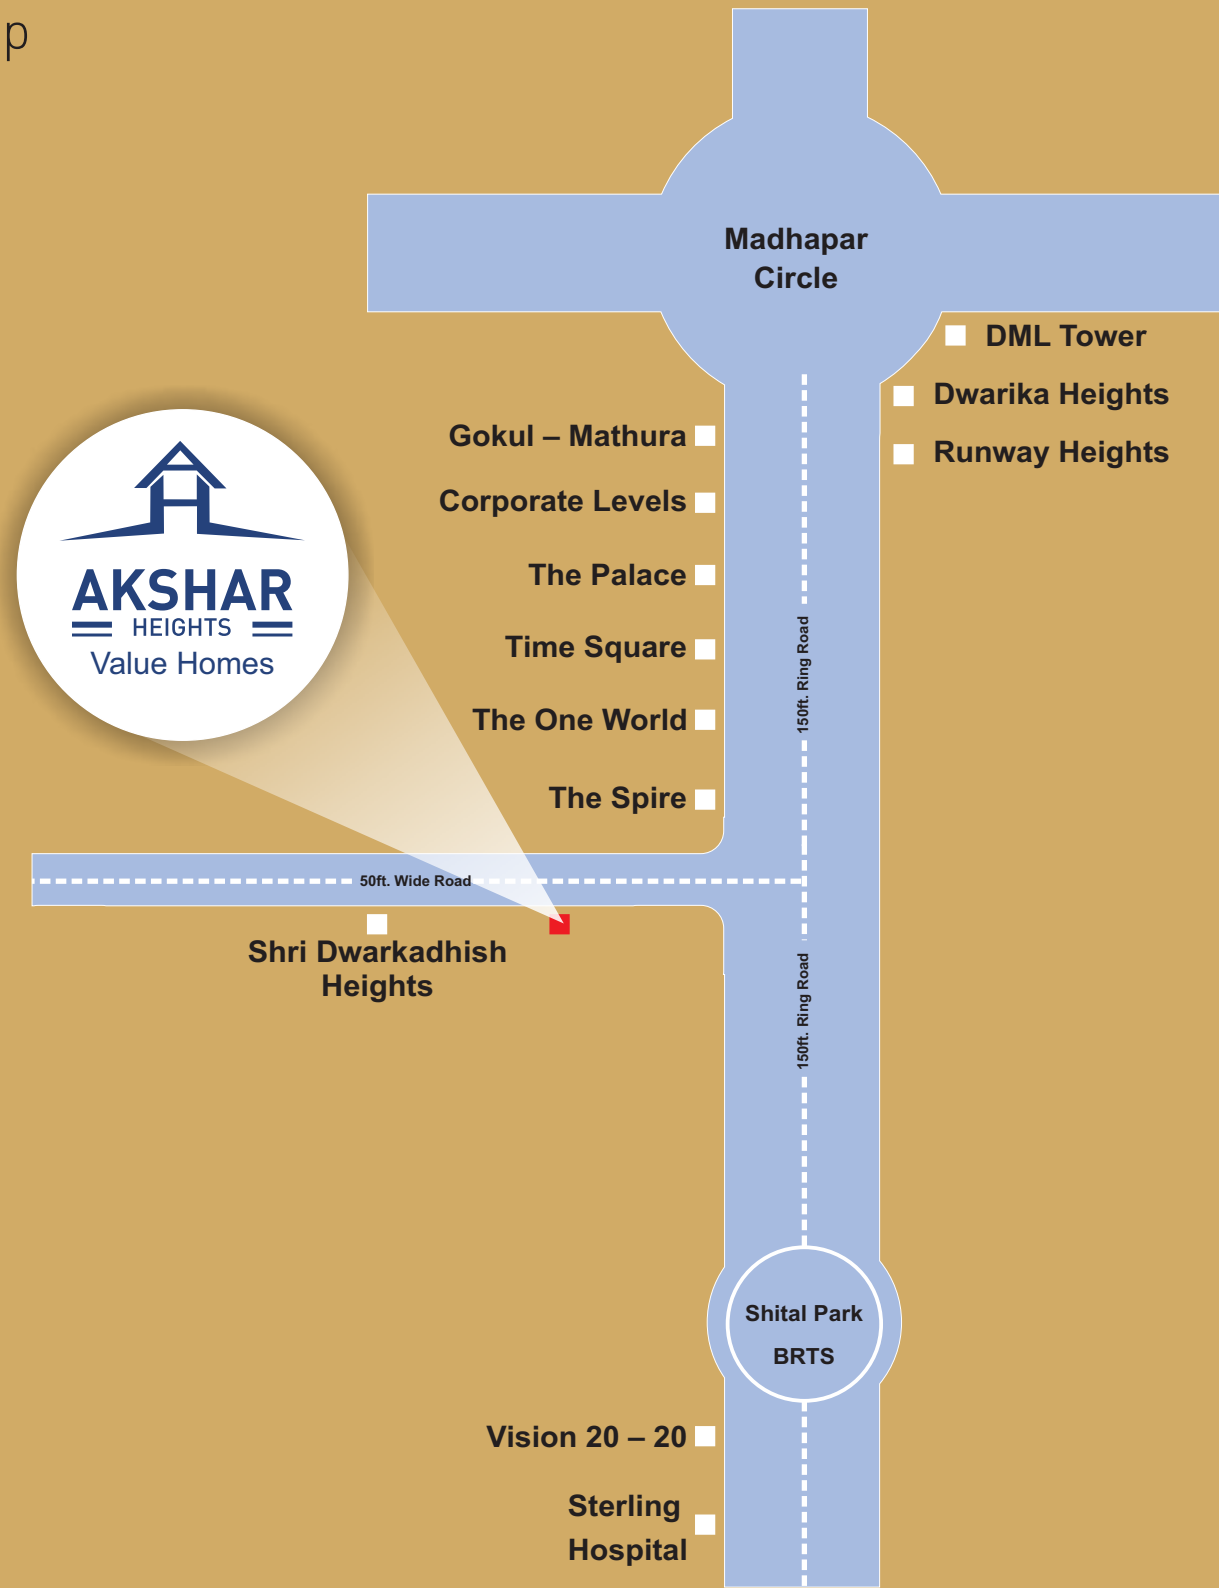 p
Madhapar
Circle
DML Tower
Dwarika Heights
Runway Heights
Gokul – Mathura
Corporate Levels
The Palace
Time Square
The One World
The Spire
AKSHAR
HEIGHTS
Value Homes
150ft. Ring Road
50ft. Wide Road
Shri Dwarkadhish
Heights
150ft. Ring Road
Shital Park
BRTS
Vision 20 – 20
Sterling
Hospital